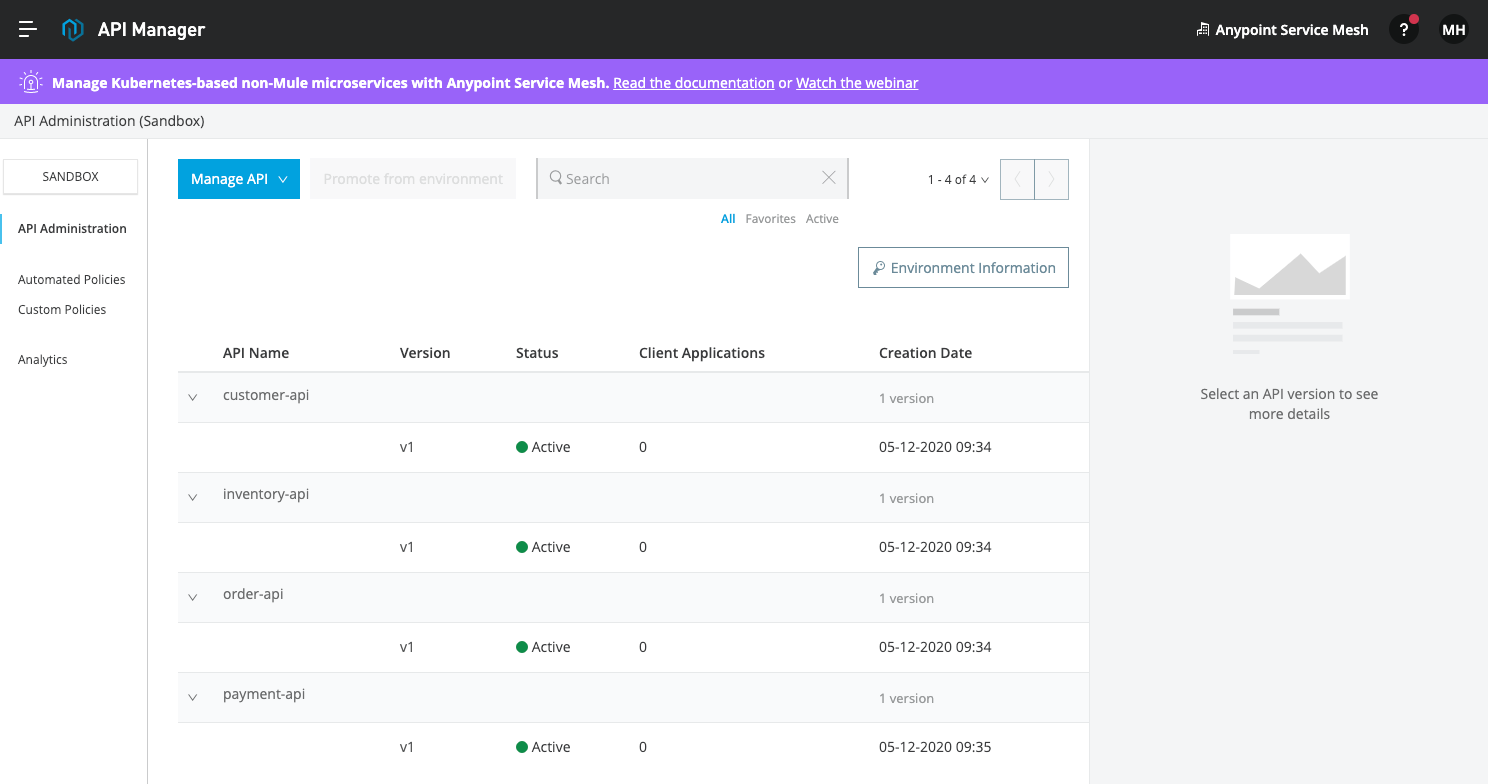 API Manager
Anypoint Service Mesh
?
MH
Manage Kubernetes-based non-Mule microservices with Anypoint Service Mesh. Read the documentation or Watch the webinar
API Administration (Sandbox)
SANDBOX
API Administration
Automated Policies
Custom Policies
Analytics
Manage API
Promote from environment
Search
1 - 4 of 4
All Favorites Active
Environment Information
API Name Version Status Client Applications Creation Date
customer-api 1 version
v1 Active 0 05-12-2020 09:34
inventory-api 1 version
v1 Active 0 05-12-2020 09:34
order-api 1 version
v1 Active 0 05-12-2020 09:34
payment-api 1 version
v1 Active 0 05-12-2020 09:35
Select an API version to see
more details